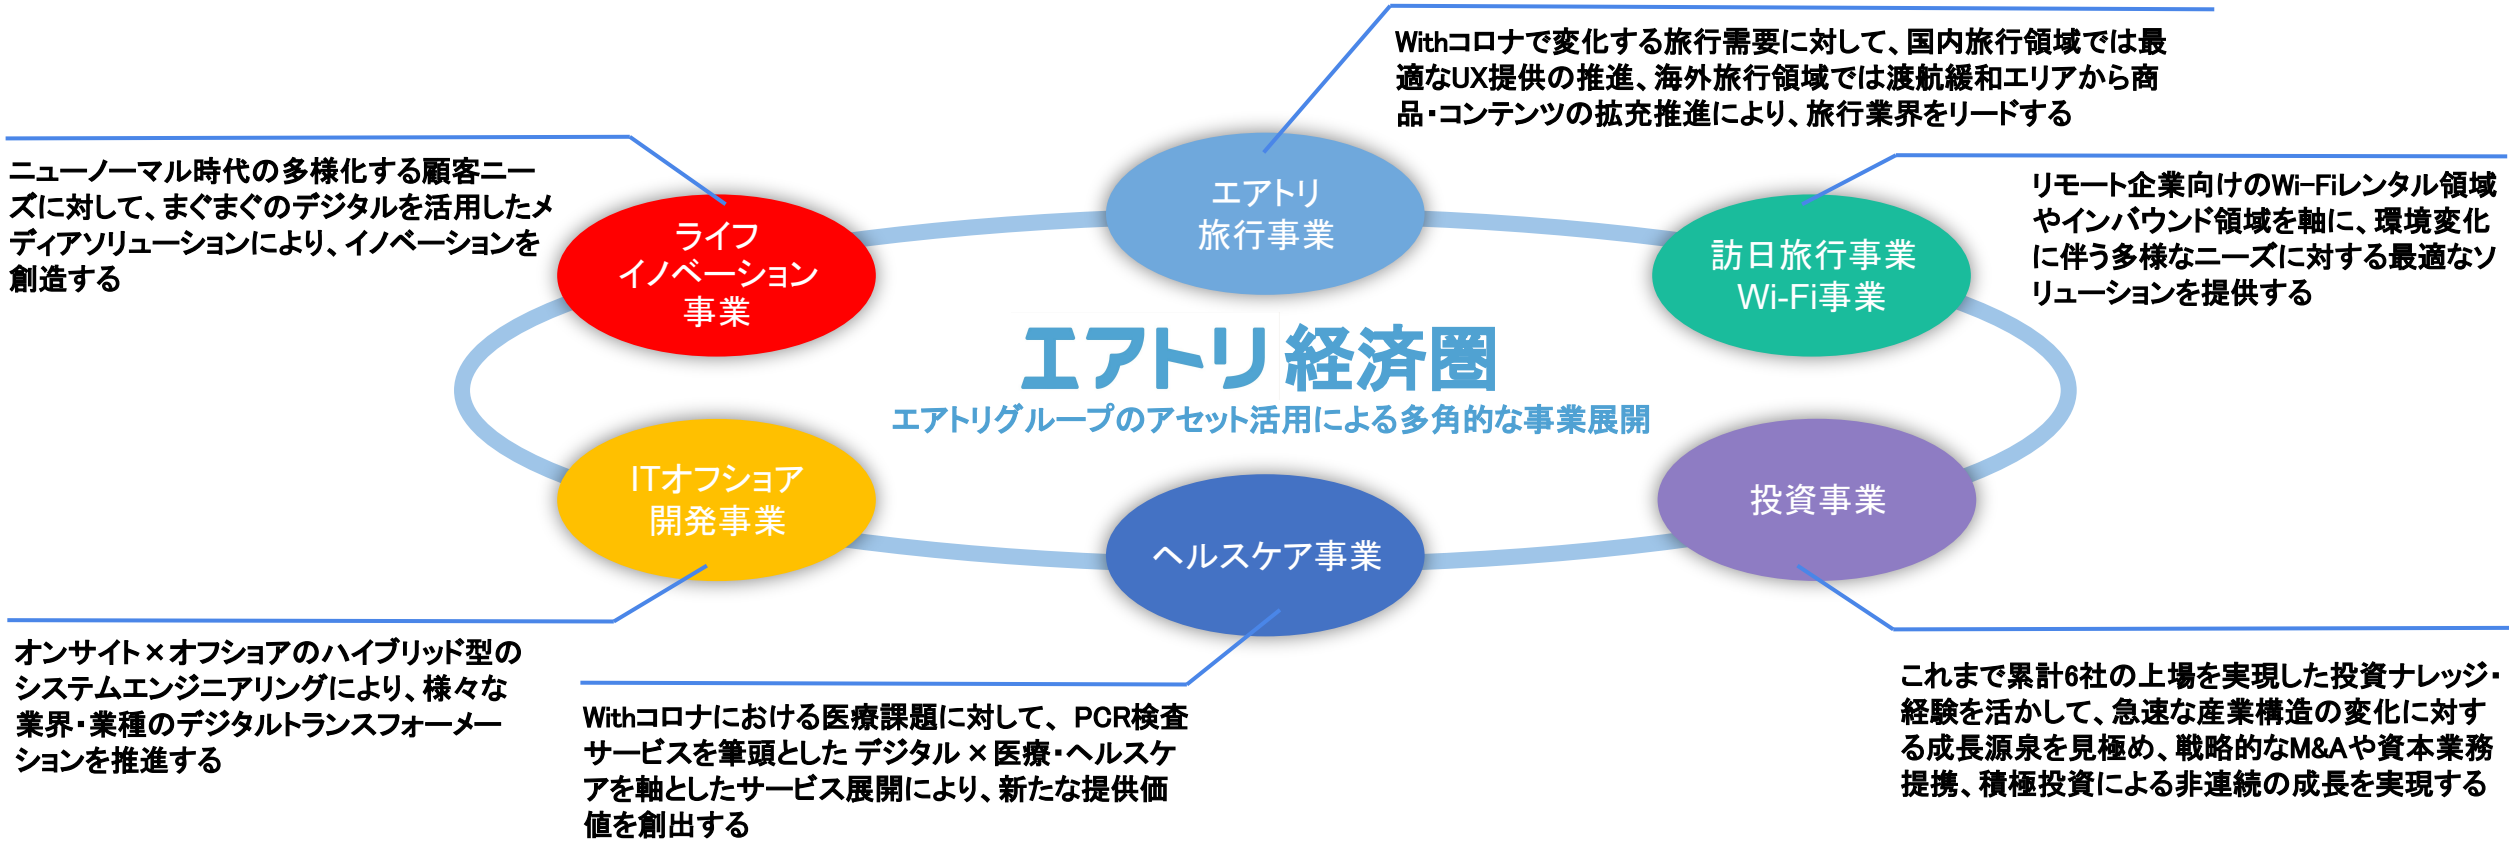 Withコロナで変化する旅行需要に対して、国内旅行領域では最
適なUX提供の推進、海外旅行領域では渡航緩和エリアから商
品・コンテンツの拡充推進により、旅行業界をリードする
ニューノーマル時代の多様化する顧客ニー
ズに対して、まぐまぐのデジタルを活用したメ
ディアソリューションにより、イノベーションを
創造する
ライフ
イノベーション
事業
エアトリ
旅行事業
訪日旅行事業
Wi-Fi事業
リモート企業向けのWi-Fiレンタル領域
やインバウンド領域を軸に、環境変化
に伴う多様なニーズに対する最適なソ
リューションを提供する
エアトリ経済圏
エアトリグループのアセット活用による多角的な事業展開
ITオフショア
開発事業
ヘルスケア事業
投資事業
オンサイト×オフショアのハイブリッド型の
システムエンジニアリングにより、様々な
業界・業種のデジタルトランスフォーメー
ションを推進する
Withコロナにおける医療課題に対して、PCR検査
サービスを筆頭としたデジタル×医療・ヘルスケ
アを軸としたサービス展開により、新たな提供価
値を創出する
これまで累計6社の上場を実現した投資ナレッジ・
経験を活かして、急速な産業構造の変化に対す
る成長源泉を見極め、戦略的なM&Aや資本業務
提携、積極投資による非連続の成長を実現する